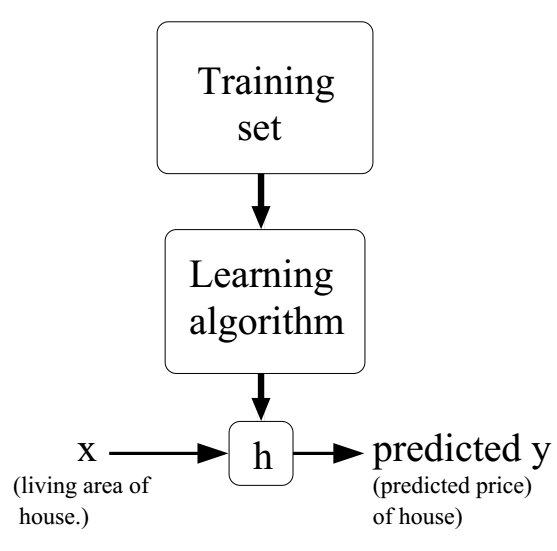 Training
set
Learning
algorithm
x
h
predicted y
(living area of
house.)
(predicted price)
of house)